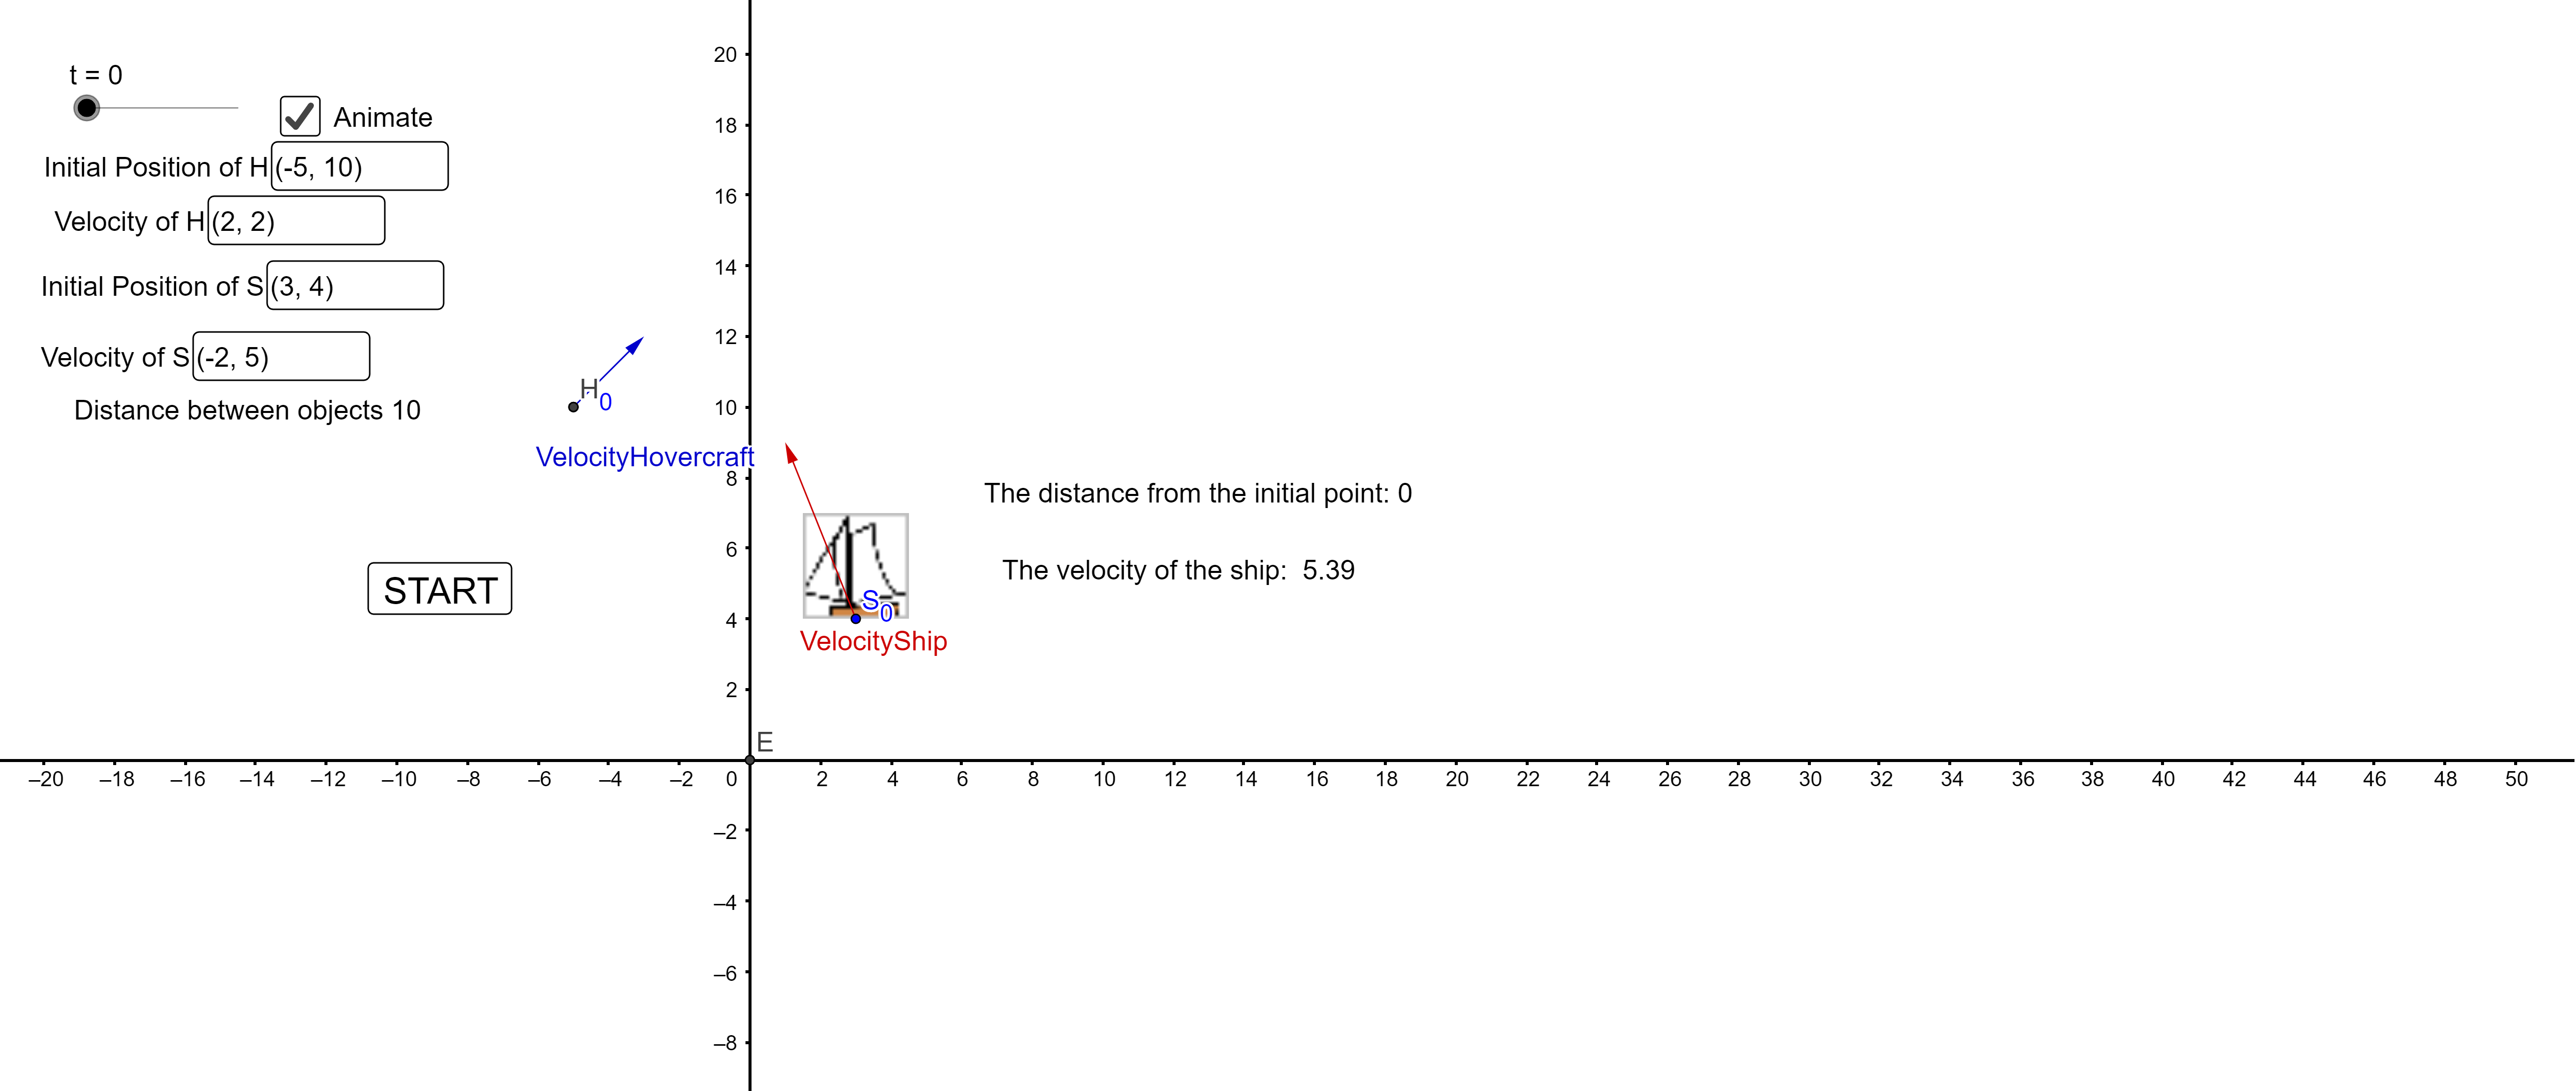 t = 0
Animate
Initial Position of H (-5, 10)
Velocity of H (2, 2)
Initial Position of S (3, 4)
Velocity of S (-2, 5)
Distance between objects 10
H
0
VelocityHovercraft
The distance from the initial point: 0
The velocity of the ship: 5.39
START
S0
VelocityShip
E
20
18
16
14
12
10
8
6
4
2
–20 –18 –16 –14 –12 –10 –8 –6 –4 –2 0 2 4 6 8 10 12 14 16 18 20 22 24 26 28 30 32 34 36 38 40 42 44 46 48 50
–2
–4
–6
–8